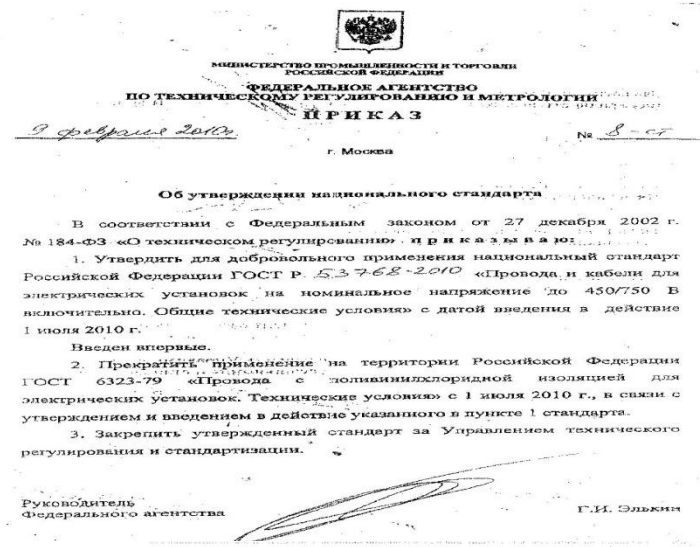 МИНИСТЕРСТВО ПРОМЫШЛЕННОСТИ И ТОРГОВЛИ
РОССИЙСКОЙ ФЕДЕРАЦИИ
ФЕДЕРАЛЬНОЕ АГЕНТСТВО
ПО ТЕХНИЧЕСКОМУ РЕГУЛИРОВАНИЮ И МЕТРОЛОГИИ
ПРИКАЗ
9 февраля 2010г. № 8-ст
г. Москва
Об утверждении национального стандарта
В соответствии с Федеральным законом от 27 декабря 2002 г.
№ 184-ФЗ «О техническом регулировании» приказываю:
1. Утвердить для добровольного применения национальный стандарт
Российской Федерации ГОСТ Р 53768-2010 «Провода и кабели для
электрических установок на номинальное напряжение до 450/750 В
включительно. Общие технические условия» с датой введения в действие
1 июля 2010 г.
Введен впервые.
2. Прекратить применение на территории Российской Федерации
ГОСТ 6323-79 «Провода с поливинилхлоридной изоляцией для
электрических установок. Технические условия» с 1 июля 2010 г., в связи с
утверждением и введением в действие указанного в пункте 1 стандарта.
3. Закрепить утвержденный стандарт за Управлением технического
регулирования и стандартизации.
Руководитель
Федерального агентства Г.И. Элькин